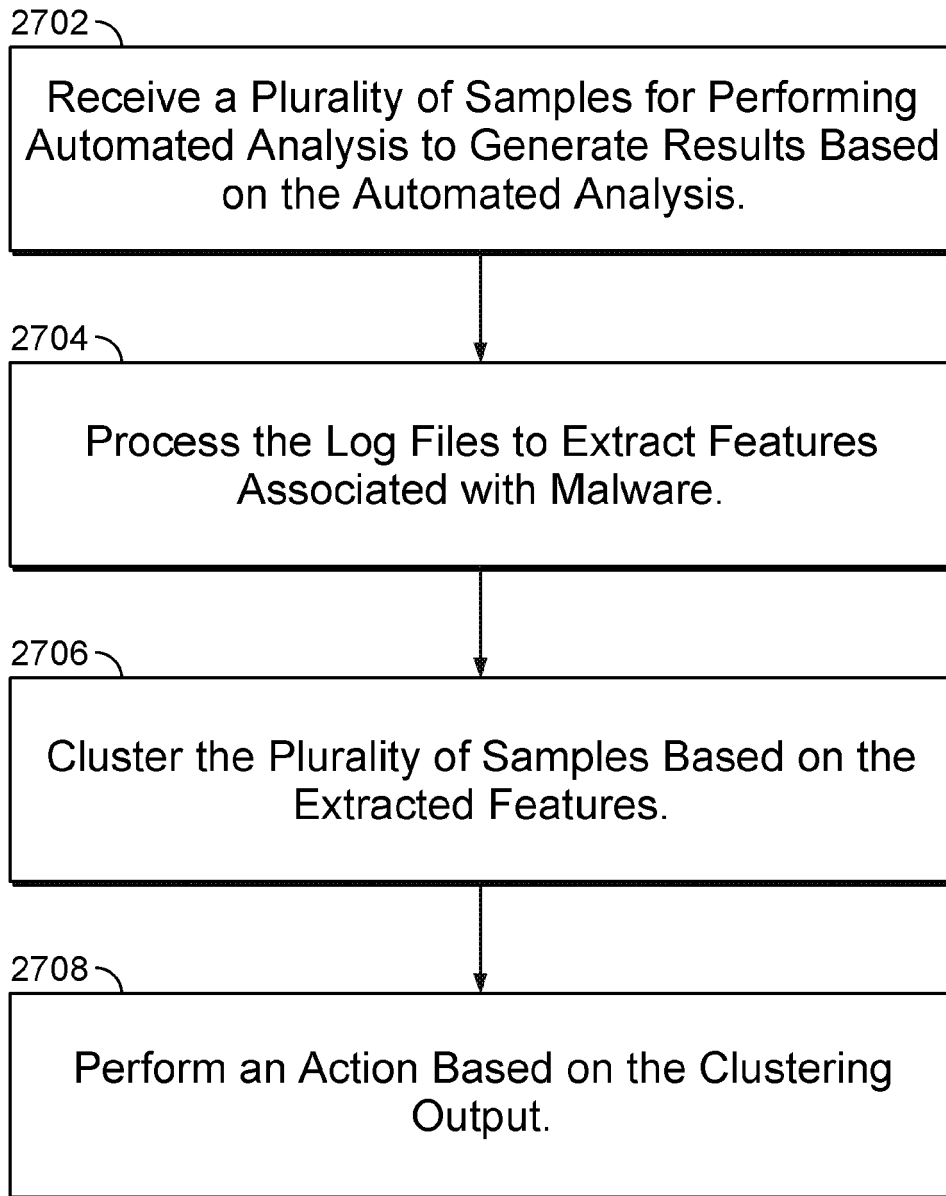 2702
Receive a Plurality of Samples for Performing
Automated Analysis to Generate Results Based
on the Automated Analysis.
2704
Process the Log Files to Extract Features
Associated with Malware.
2706
Cluster the Plurality of Samples Based on the
Extracted Features.
2708
Perform an Action Based on the Clustering
Output.